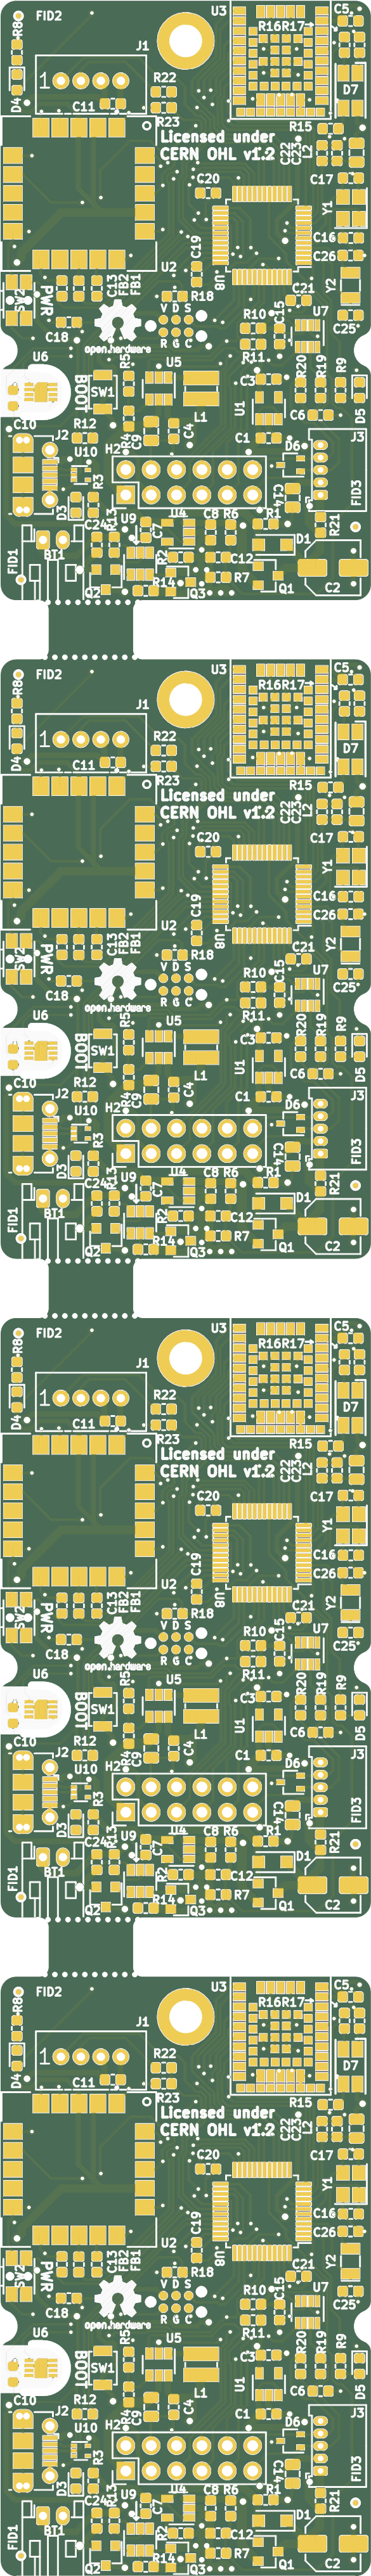 FID2
U3
C5
R8
J1
R16R17
D4
1
C11
R22
R23
D7
R15
Licensed under
CERN OHL v1.2
C22
C23
L2
C17
C20
Y1
C16
C26
C19
U8
U2
SW2
PWR
C13
FB2
FB1
R18
C21
Y2
C15
U7
C25
C18
V D S
R G C
open hardware
R10
R11
U6
BOOT
SW1
R5
U5
L1
C3
U1
R20
R19
R9
D5
C10
J2
R12
R4
C9
C4
C1
C6
D6
J3
U10
H2
R3
C14
FID3
D3
C24
R13
U9
C7
U4
C8
R6
R1
R21
FID1
BT1
R2
C12
D1
Q2
R14
Q3
R7
Q1
C2
FID2
U3
C5
R8
J1
R16R17
D4
1
C11
R22
R23
D7
R15
Licensed under
CERN OHL v1.2
C22
C23
L2
C17
C20
Y1
C16
C26
C19
U8
U2
SW2
PWR
C13
FB2
FB1
R18
C21
Y2
C15
U7
C25
C18
V D S
R G C
open hardware
R10
R11
U6
BOOT
SW1
R5
U5
L1
C3
U1
R20
R19
R9
D5
C10
J2
R12
R4
C9
C4
C1
C6
D6
J3
U10
H2
R3
C14
FID3
D3
C24
R13
U9
C7
U4
C8
R6
R1
R21
FID1
BT1
R2
C12
D1
Q2
R14
Q3
R7
Q1
C2
FID2
U3
C5
R8
J1
R16R17
D4
1
C11
R22
R23
D7
R15
Licensed under
CERN OHL v1.2
C22
C23
L2
C17
C20
Y1
C16
C26
C19
U8
U2
SW2
PWR
C13
FB2
FB1
R18
C21
Y2
C15
U7
C25
C18
V D S
R G C
open hardware
R10
R11
U6
BOOT
SW1
R5
U5
L1
C3
U1
R20
R19
R9
D5
C10
J2
R12
R4
C9
C4
C1
C6
D6
J3
U10
H2
R3
C14
FID3
D3
C24
R13
U9
C7
U4
C8
R6
R1
R21
FID1
BT1
R2
C12
D1
Q2
R14
Q3
R7
Q1
C2
FID2
U3
C5
R8
J1
R16R17
D4
1
C11
R22
R23
D7
R15
Licensed under
CERN OHL v1.2
C22
C23
L2
C17
C20
Y1
C16
C26
C19
U8
U2
SW2
PWR
C13
FB2
FB1
R18
C21
Y2
C15
U7
C25
C18
V D S
R G C
open hardware
R10
R11
U6
BOOT
SW1
R5
U5
L1
C3
U1
R20
R19
R9
D5
C10
J2
R12
R4
C9
C4
C1
C6
D6
J3
U10
H2
R3
C14
FID3
D3
C24
R13
U9
C7
U4
C8
R6
R1
R21
FID1
BT1
R2
C12
D1
Q2
R14
Q3
R7
Q1
C2